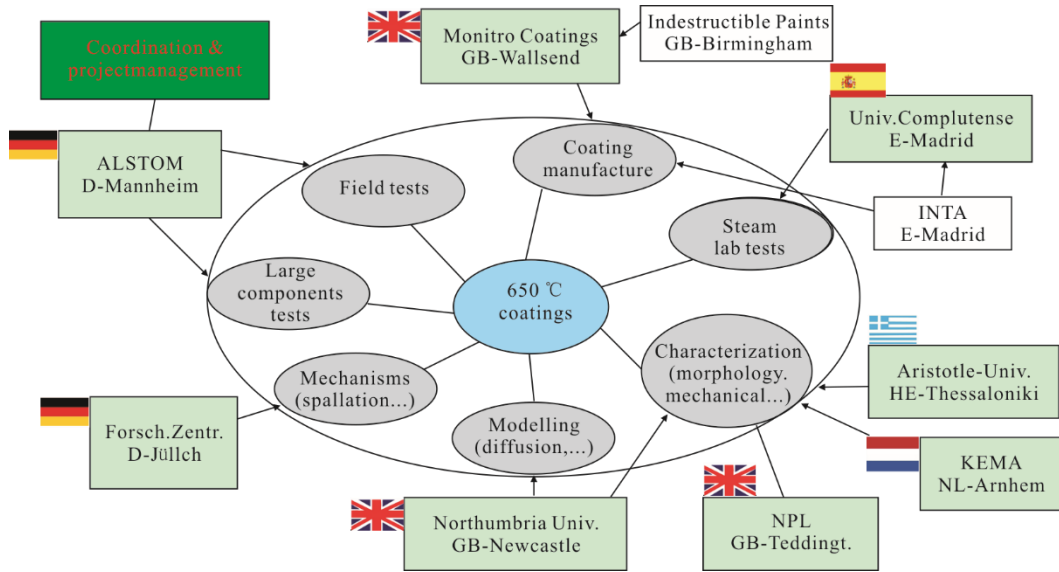 Coordination &
projectmanagement
Monitro Coatings
GB-Wallsend
Indestructible Paints
GB-Birmingham
Univ.Complutense
E-Madrid
ALSTOM
D-Mannheim
Field tests
Coating
manufacture
INTA
E-Madrid
Steam
lab tests
Large
components
tests
650 ℃
coatings
Characterization
(morphology.
mechanical...)
Aristotle-Univ.
HE-Thessaloniki
Mechanisms
(spallation...)
Modelling
(diffusion,...)
Forsch.Zentr.
D-Jüllch
KEMA
NL-Arnhem
Northumbria Univ.
GB-Newcastle
NPL
GB-Teddingt.